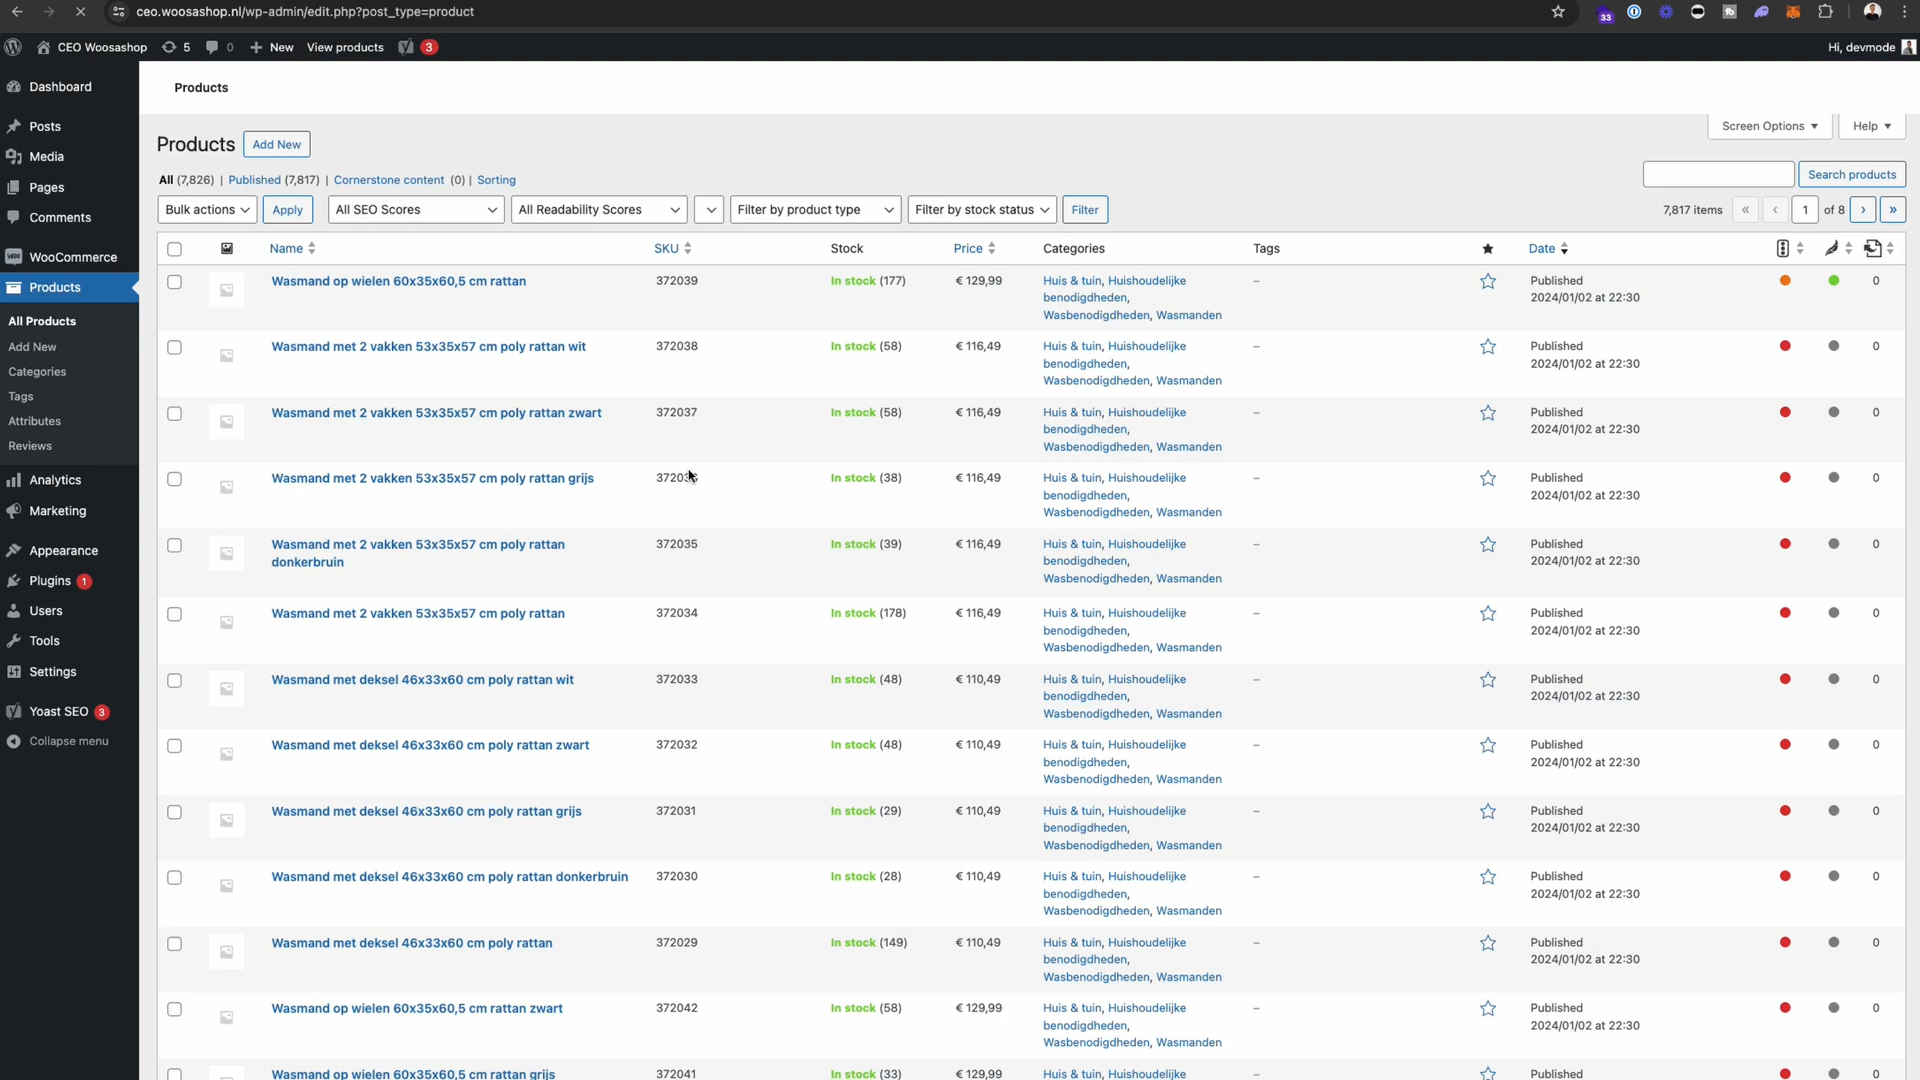 ceo.woosashop.nl/wp-admin/edit.php?post_type=product
33
CEO Woosashop 5 0 New View products 3 Hi, devmode
Dashboard
Posts
Media
Pages
Comments
WooCommerce
Products
All Products
Add New
Categories
Tags
Attributes
Reviews
Analytics
Marketing
Appearance
Plugins 1
Users
Tools
Settings
Yoast SEO 3
Collapse menu
Products
Screen Options Help
Products Add New
All (7,826) | Published (7,817) | Cornerstone content (0) | Sorting
Search products
Bulk actions Apply All SEO Scores All Readability Scores Filter by product type Filter by stock status Filter 7,817 items « ‹ 1 of 8 › »
Name SKU Stock Price Categories Tags Date
Wasmand op wielen 60x35x60,5 cm rattan 372039 In stock (177) € 129,99 Huis & tuin, Huishoudelijke – Published 0
benodigdheden, 2024/01/02 at 22:30
Wasbenodigdheden, Wasmanden
Wasmand met 2 vakken 53x35x57 cm poly rattan wit 372038 In stock (58) € 116,49 Huis & tuin, Huishoudelijke – Published 0
benodigdheden, 2024/01/02 at 22:30
Wasbenodigdheden, Wasmanden
Wasmand met 2 vakken 53x35x57 cm poly rattan zwart 372037 In stock (58) € 116,49 Huis & tuin, Huishoudelijke – Published 0
benodigdheden, 2024/01/02 at 22:30
Wasbenodigdheden, Wasmanden
Wasmand met 2 vakken 53x35x57 cm poly rattan grijs In stock (38) € 116,49 Huis & tuin, Huishoudelijke – Published 0
benodigdheden, 2024/01/02 at 22:30
Wasbenodigdheden, Wasmanden
Wasmand met 2 vakken 53x35x57 cm poly rattan 372035 In stock (39) € 116,49 Huis & tuin, Huishoudelijke – Published 0
donkerbruin benodigdheden, 2024/01/02 at 22:30
Wasbenodigdheden, Wasmanden
Wasmand met 2 vakken 53x35x57 cm poly rattan 372034 In stock (178) € 116,49 Huis & tuin, Huishoudelijke – Published 0
benodigdheden, 2024/01/02 at 22:30
Wasbenodigdheden, Wasmanden
Wasmand met deksel 46x33x60 cm poly rattan wit 372033 In stock (48) € 110,49 Huis & tuin, Huishoudelijke – Published 0
benodigdheden, 2024/01/02 at 22:30
Wasbenodigdheden, Wasmanden
Wasmand met deksel 46x33x60 cm poly rattan zwart 372032 In stock (48) € 110,49 Huis & tuin, Huishoudelijke – Published 0
benodigdheden, 2024/01/02 at 22:30
Wasbenodigdheden, Wasmanden
Wasmand met deksel 46x33x60 cm poly rattan grijs 372031 In stock (29) € 110,49 Huis & tuin, Huishoudelijke – Published 0
benodigdheden, 2024/01/02 at 22:30
Wasbenodigdheden, Wasmanden
Wasmand met deksel 46x33x60 cm poly rattan donkerbruin 372030 In stock (28) € 110,49 Huis & tuin, Huishoudelijke – Published 0
benodigdheden, 2024/01/02 at 22:30
Wasbenodigdheden, Wasmanden
Wasmand met deksel 46x33x60 cm poly rattan 372029 In stock (149) € 110,49 Huis & tuin, Huishoudelijke – Published 0
benodigdheden, 2024/01/02 at 22:30
Wasbenodigdheden, Wasmanden
Wasmand op wielen 60x35x60,5 cm rattan zwart 372042 In stock (58) € 129,99 Huis & tuin, Huishoudelijke – Published 0
benodigdheden, 2024/01/02 at 22:30
Wasbenodigdheden, Wasmanden
Wasmand op wielen 60x35x60,5 cm rattan grijs 372041 In stock (33) € 129,99 Huis & tuin, Huishoudelijke – Published 0